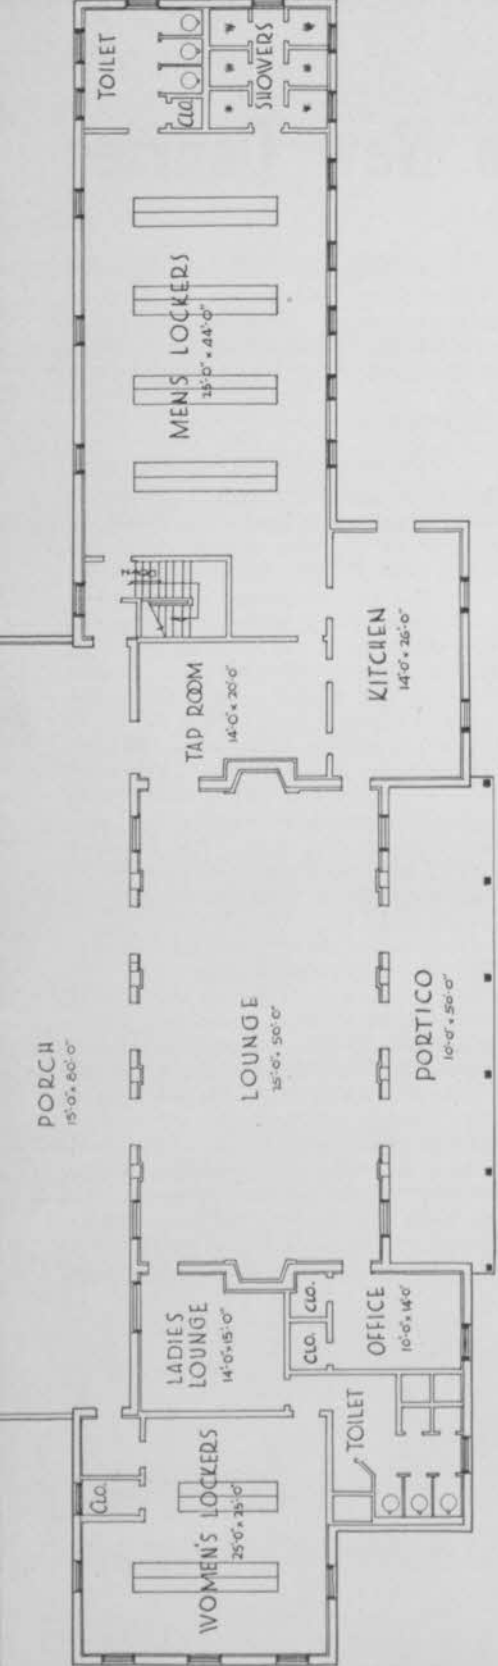 TOILET
CLO.
SHOWERS
MENS LOCKERS
25'-0" x 44'-0"
TAP ROOM
14'-0" x 20'-0"
KITCHEN
14'-0" x 26'-0"
PORCH
15'-0" x 80'-0"
LOUNGE
25'-0" x 50'-0"
PORTICO
10'-0" x 50'-0"
LADIES
LOUNGE
14'-0" x 15'-0"
CLO.
CLO.
OFFICE
10'-0" x 14'-0"
CLO.
WOMEN'S LOCKERS
25'-0" x 25'-0"
TOILET